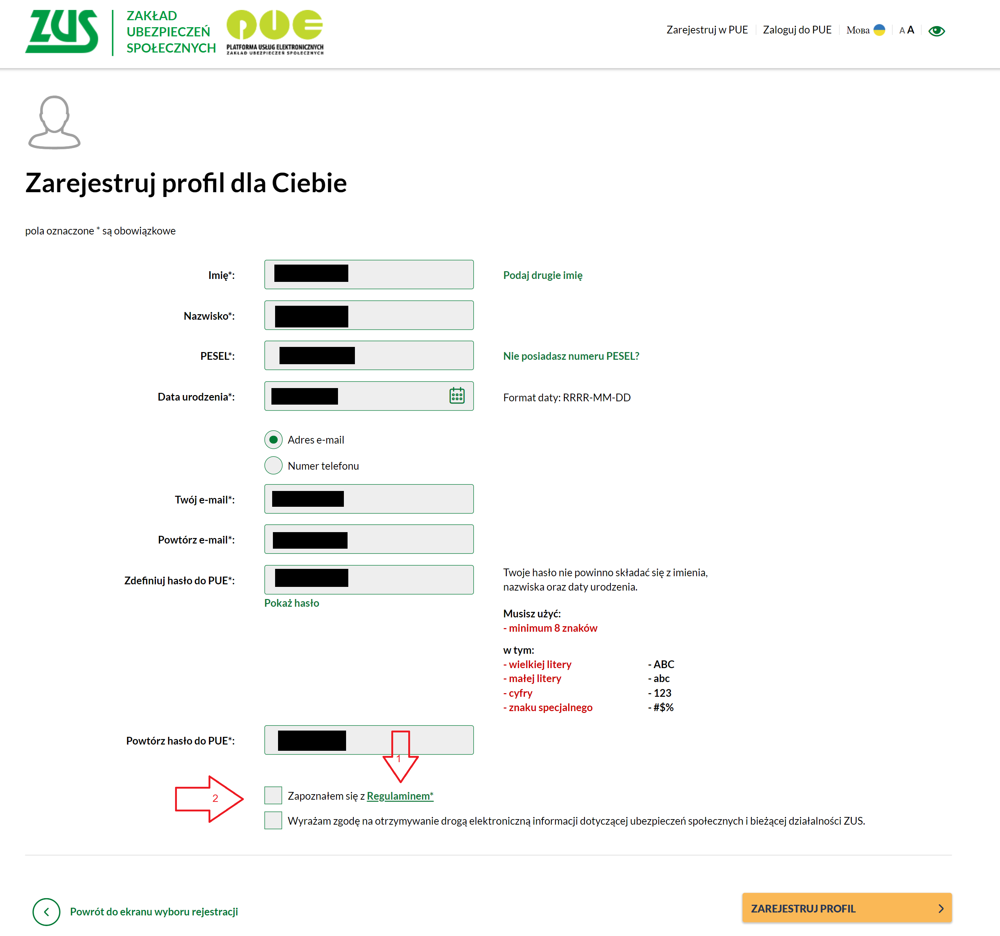 ZUS
ZAKŁAD
UBEZPIECZEŃ
SPOŁECZNYCH
pue
PLATFORMA USŁUG ELEKTRONICZNYCH
ZAKŁAD UBEZPIECZEŃ SPOŁECZNYCH
Zarejestruj w PUE
Zaloguj do PUE
Мова
A A
Zarejestruj profil dla Ciebie
pola oznaczone * są obowiązkowe
Imię*:
Podaj drugie imię
Nazwisko*:
PESEL*:
Nie posiadasz numeru PESEL?
Data urodzenia*:
Format daty: RRRR-MM-DD
Adres e-mail
Numer telefonu
Twój e-mail*:
Powtórz e-mail*:
Zdefiniuj hasło do PUE*:
Pokaż hasło
Twoje hasło nie powinno składać się z imienia,
nazwiska oraz daty urodzenia.
Musisz użyć:
- minimum 8 znaków
w tym:
- wielkiej litery - ABC
- małej litery - abc
- cyfry - 123
- znaku specjalnego - #$%
Powtórz hasło do PUE*:
1
2
Zapoznałem się z Regulaminem*
Wyrażam zgodę na otrzymywanie drogą elektroniczną informacji dotyczącej ubezpieczeń społecznych i bieżącej działalności ZUS.
Powrót do ekranu wyboru rejestracji
ZAREJESTRUJ PROFIL